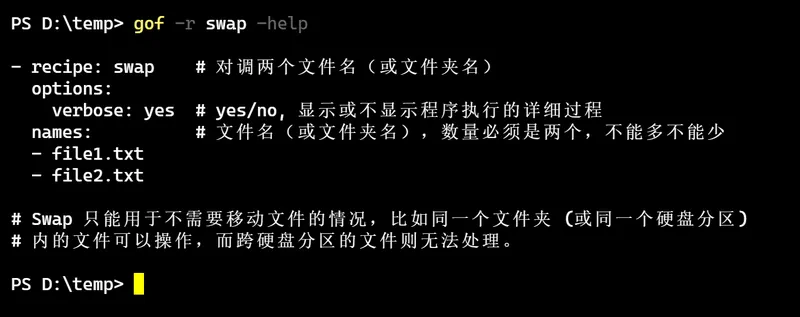 PS D:\temp> gof -r swap -help
- recipe: swap    # 对调两个文件名（或文件夹名）
  options:
    verbose: yes  # yes/no, 显示或不显示程序执行的详细过程
  names:          # 文件名（或文件夹名），数量必须是两个，不能多不能少
  - file1.txt
  - file2.txt
# Swap 只能用于不需要移动文件的情况，比如同一个文件夹 (或同一个硬盘分区)
# 内的文件可以操作，而跨硬盘分区的文件则无法处理。
PS D:\temp>